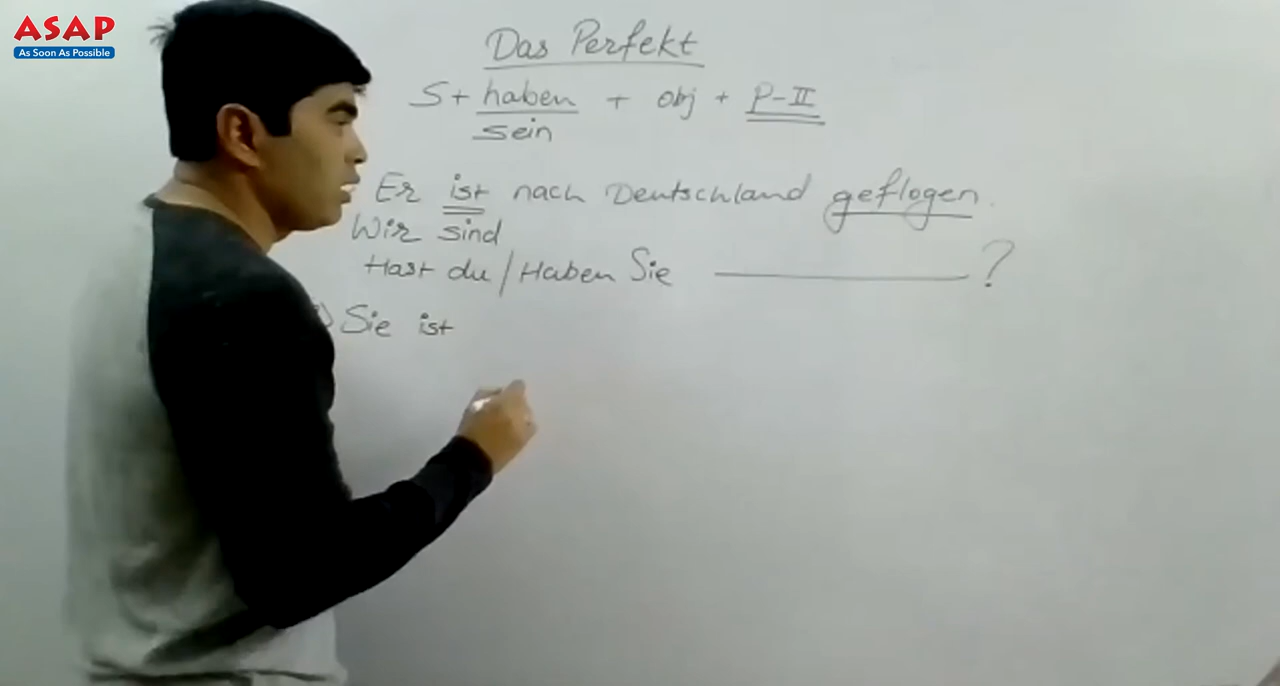 ASAP
As Soon As Possible
Das Perfekt
S + haben + obj + P-II
sein
Er ist nach Deutschland geflogen.
Wir sind
Hast du / Haben Sie ________ ?
) Sie ist